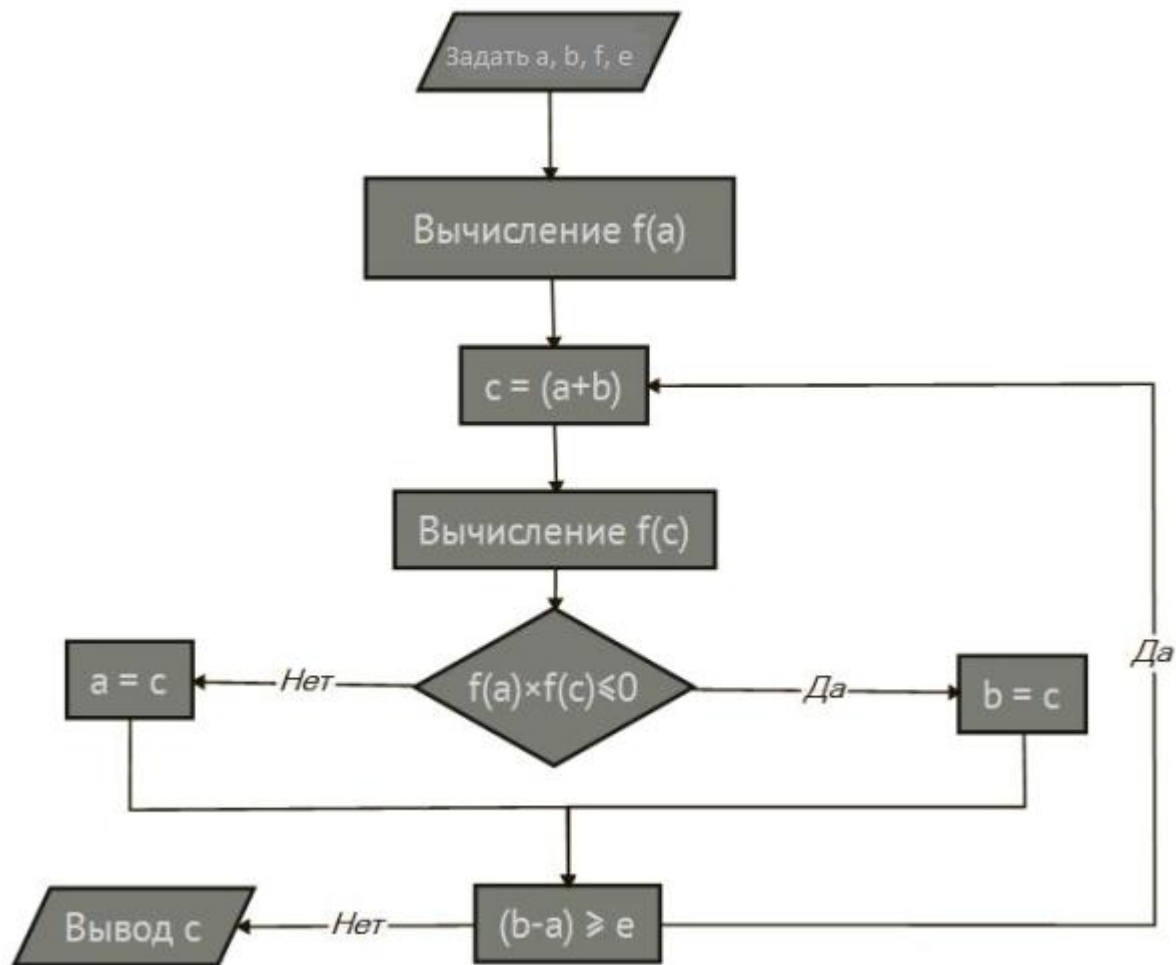 Задать a, b, f, e
Вычисление f(a)
c = (a+b)
Вычисление f(c)
f(a)×f(c)⩽0
Нет
Да
a = c
b = c
Да
(b-a) ⩾ e
Нет
Вывод c